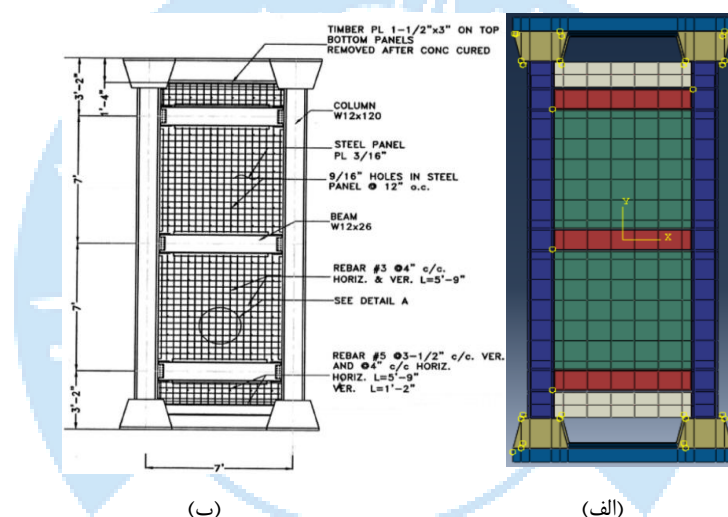 TIMBER PL 1-1/2"x3" ON TOP
BOTTOM PANELS
REMOVED AFTER CONC CURED
3'-2"
1'-4"
COLUMN
W12x120
STEEL PANEL
PL 3/16"
7'
9/16" HOLES IN STEEL
PANEL @ 12" o.c.
BEAM
W12x26
REBAR #3 @4" c/c.
HORIZ. & VER. L=5'-9"
7'
SEE DETAIL A
REBAR #5 @3-1/2" c/c. VER.
AND @4" c/c HORIZ.
HORIZ. L=5'-9"
VER. L=1'-2"
3'-2"
7'
Y
X
(ب)
(الف)